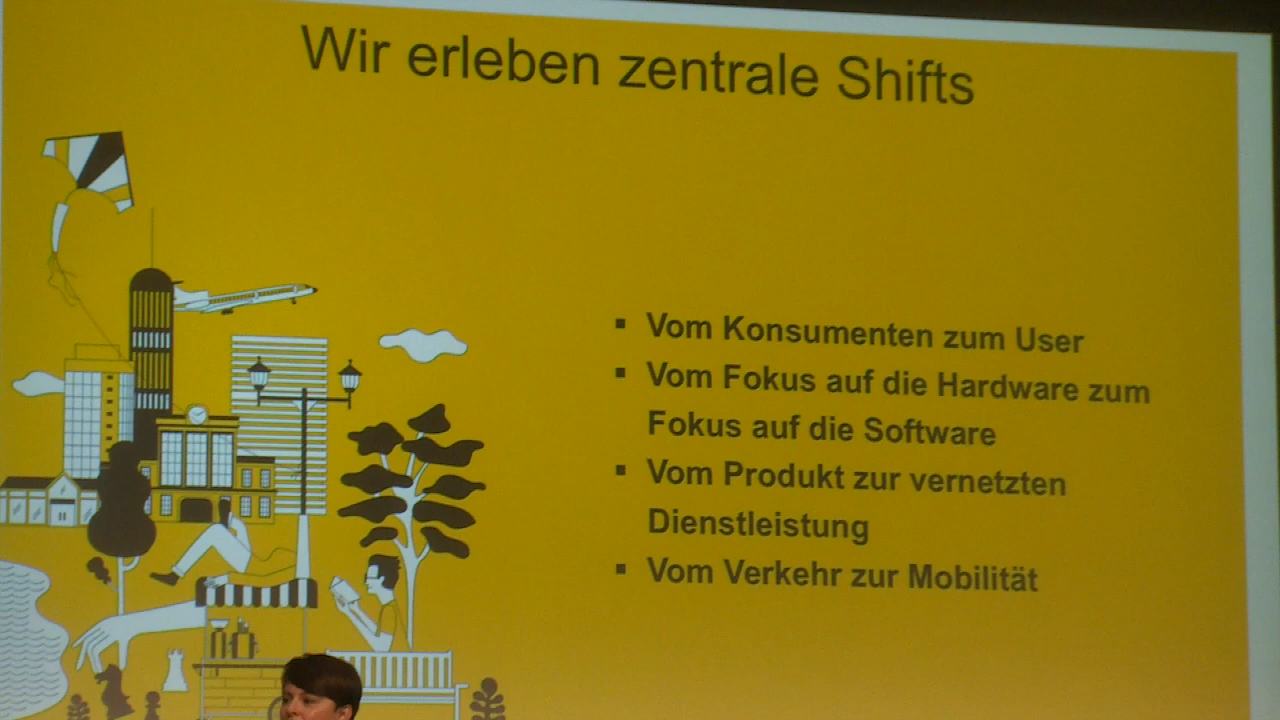 Wir erleben zentrale Shifts
▪ Vom Konsumenten zum User
▪ Vom Fokus auf die Hardware zum
Fokus auf die Software
▪ Vom Produkt zur vernetzten
Dienstleistung
▪ Vom Verkehr zur Mobilität